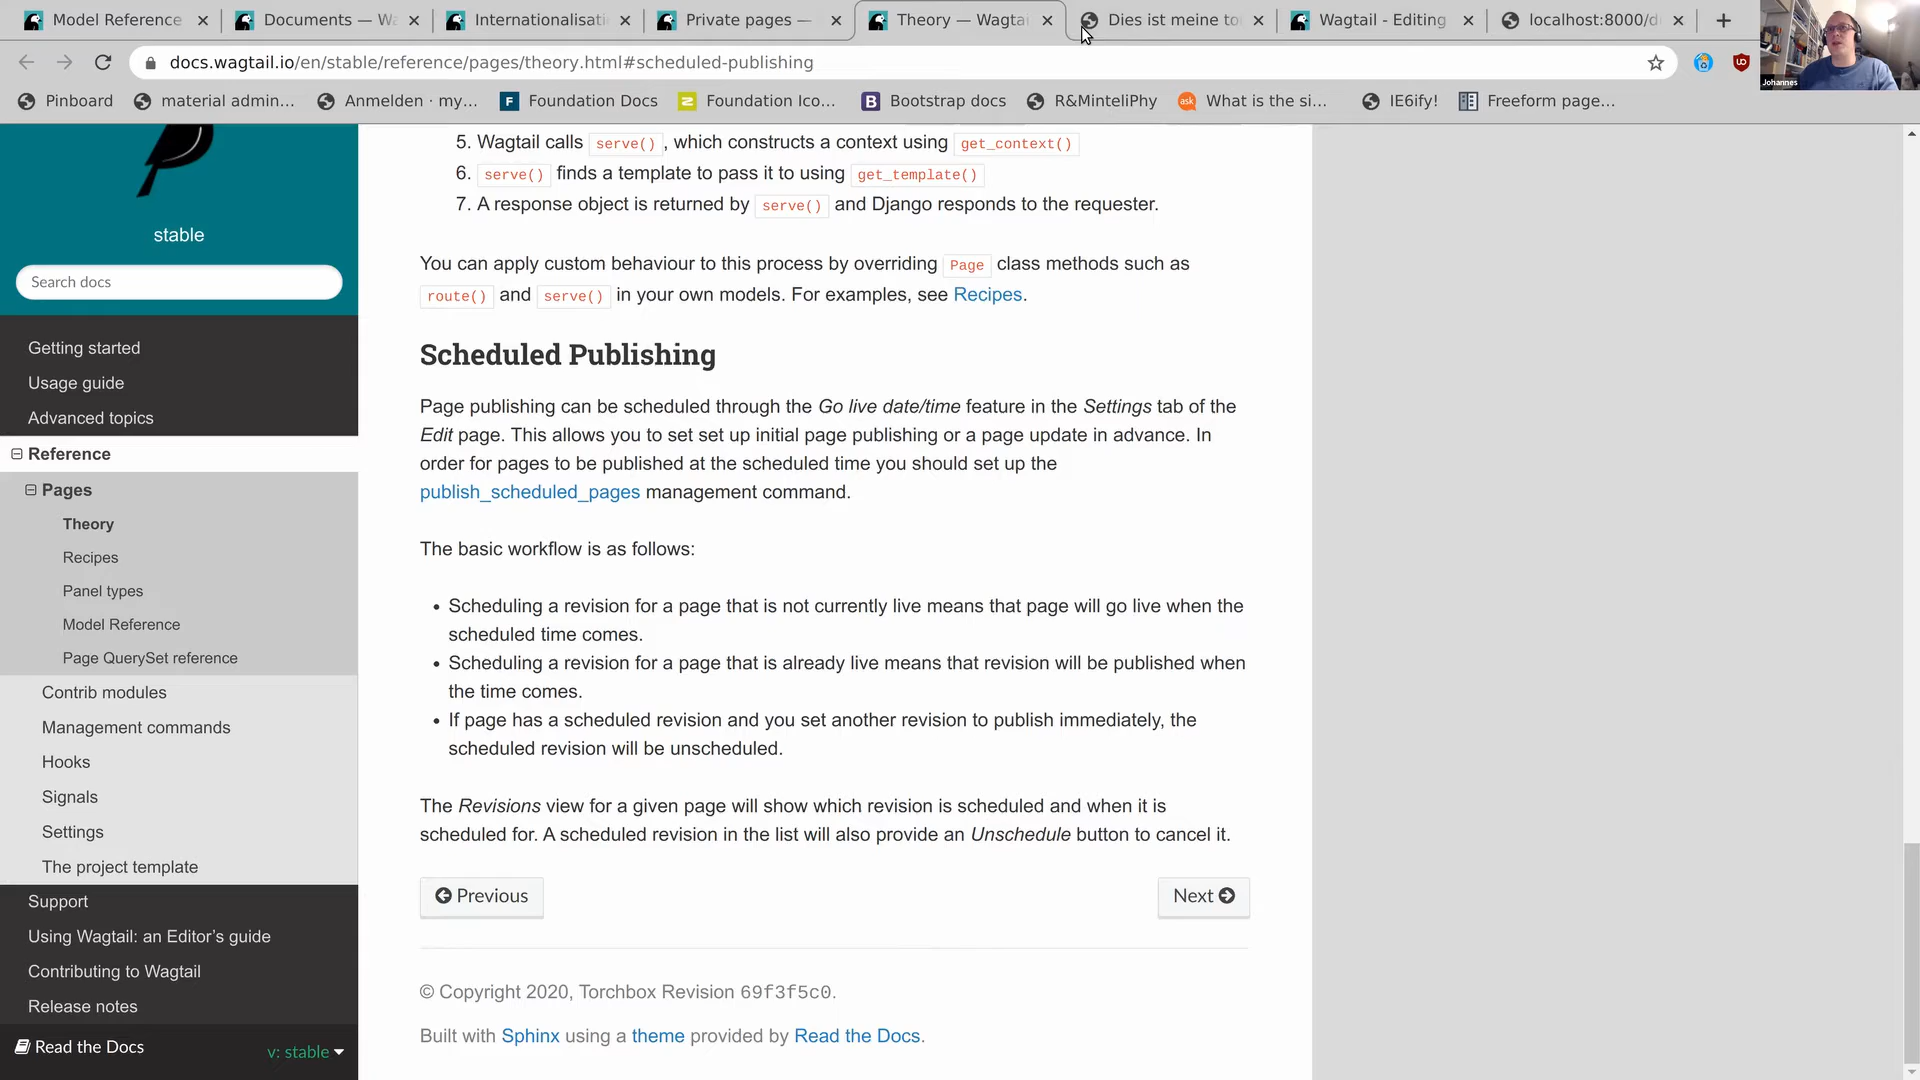 Model Reference
Documents — Wa
Internationalisati
Private pages —
Theory — Wagtai
Dies ist meine to
Wagtail - Editing
localhost:8000/d
docs.wagtail.io/en/stable/reference/pages/theory.html#scheduled-publishing
Johannes
Pinboard
material admin...
Anmelden · my...
Foundation Docs
Foundation Ico...
Bootstrap docs
R&MinteliPhy
What is the si...
IE6ify!
Freeform page...
stable
Search docs
Getting started
Usage guide
Advanced topics
Reference
Pages
Theory
Recipes
Panel types
Model Reference
Page QuerySet reference
Contrib modules
Management commands
Hooks
Signals
Settings
The project template
Support
Using Wagtail: an Editor’s guide
Contributing to Wagtail
Release notes
Read the Docs
v: stable
5. Wagtail calls serve() , which constructs a context using get_context()
6. serve() finds a template to pass it to using get_template()
7. A response object is returned by serve() and Django responds to the requester.
You can apply custom behaviour to this process by overriding Page class methods such as
route() and serve() in your own models. For examples, see Recipes.
Scheduled Publishing
Page publishing can be scheduled through the Go live date/time feature in the Settings tab of the
Edit page. This allows you to set set up initial page publishing or a page update in advance. In
order for pages to be published at the scheduled time you should set up the
publish_scheduled_pages management command.
The basic workflow is as follows:
• Scheduling a revision for a page that is not currently live means that page will go live when the
scheduled time comes.
• Scheduling a revision for a page that is already live means that revision will be published when
the time comes.
• If page has a scheduled revision and you set another revision to publish immediately, the
scheduled revision will be unscheduled.
The Revisions view for a given page will show which revision is scheduled and when it is
scheduled for. A scheduled revision in the list will also provide an Unschedule button to cancel it.
Previous
Next
© Copyright 2020, Torchbox Revision 69f3f5c0.
Built with Sphinx using a theme provided by Read the Docs.